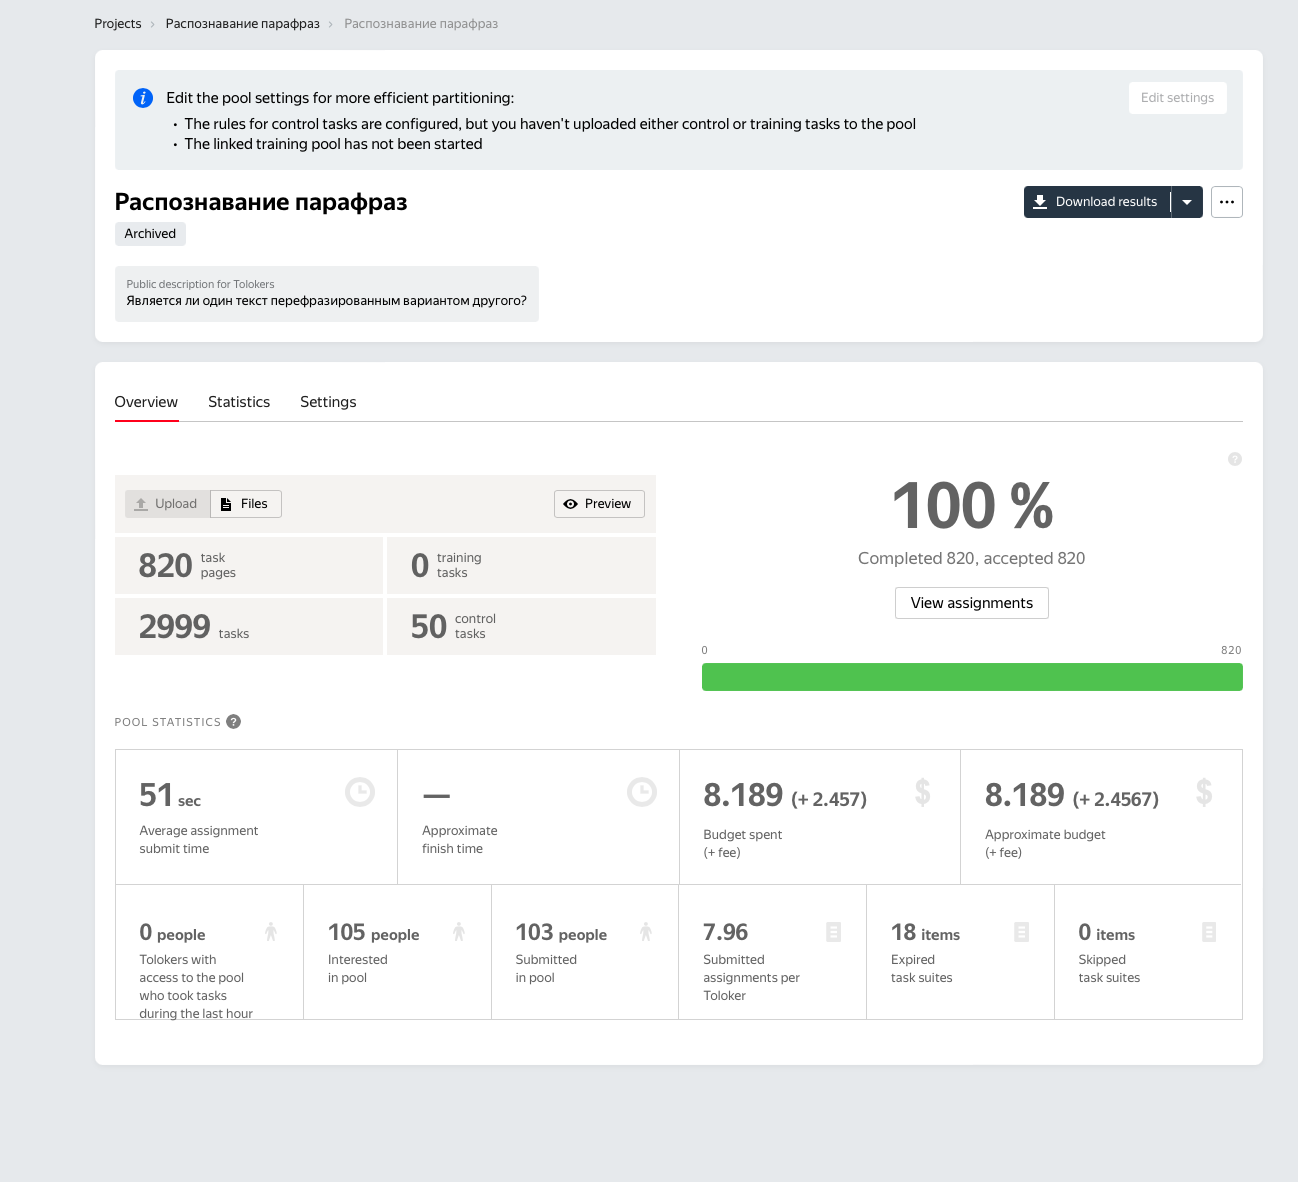 Projects › Распознавание парафраз › Распознавание парафраз
Edit the pool settings for more efficient partitioning:
Edit settings
• The rules for control tasks are configured, but you haven't uploaded either control or training tasks to the pool
• The linked training pool has not been started
Распознавание парафраз
Download results
Archived
Public description for Tolokers
Является ли один текст перефразированным вариантом другого?
Overview Statistics Settings
?
Upload Files Preview
820 task
pages
0 training
tasks
2999 tasks
50 control
tasks
100 %
Completed 820, accepted 820
View assignments
0 820
POOL STATISTICS ?
51 sec
Average assignment
submit time
—
Approximate
finish time
8.189 (+ 2.457)
Budget spent
(+ fee)
8.189 (+ 2.4567)
Approximate budget
(+ fee)
0 people
Tolokers with
access to the pool
who took tasks
during the last hour
105 people
Interested
in pool
103 people
Submitted
in pool
7.96
Submitted
assignments per
Toloker
18 items
Expired
task suites
0 items
Skipped
task suites